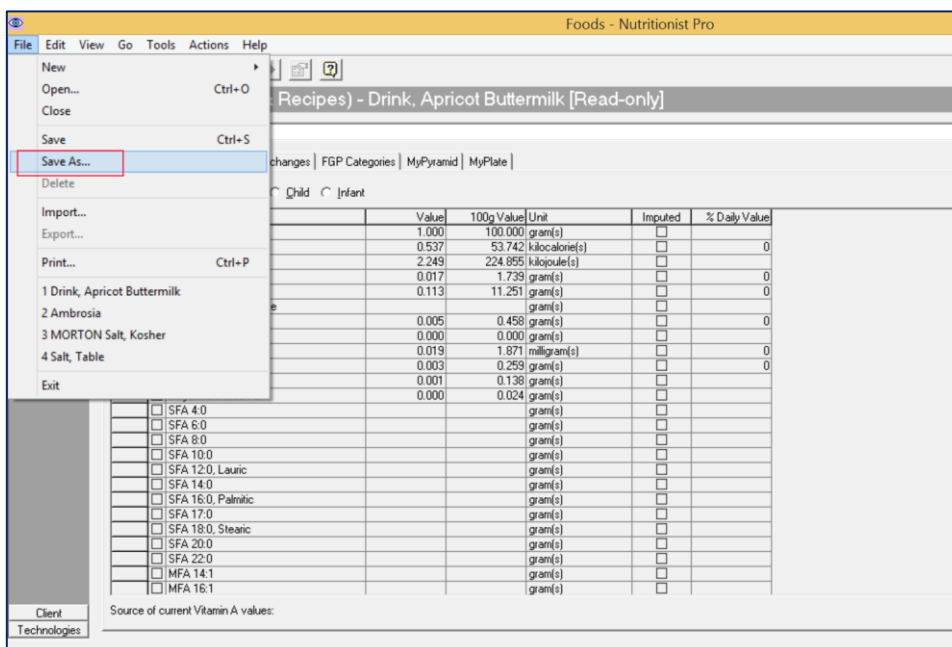 Foods - Nutritionist Pro
File Edit View Go Tools Actions Help
New
Open... Ctrl+O
Close
Save Ctrl+S
Save As...
Delete
Import...
Export...
Print... Ctrl+P
1 Drink, Apricot Buttermilk
2 Ambrosia
3 MORTON Salt, Kosher
4 Salt, Table
Exit
Recipes) - Drink, Apricot Buttermilk [Read-only]
changes FGP Categories MyPyramid MyPlate
Child Infant
Value 100g Value Unit Imputed % Daily Value
1.000 100.000 gram(s)
0.537 53.742 kilocalorie(s) 0
2.249 224.855 kilojoule(s)
0.017 1.739 gram(s) 0
0.113 11.251 gram(s) 0
e gram(s)
0.005 0.458 gram(s) 0
0.000 0.000 gram(s)
0.019 1.871 milligram(s) 0
0.003 0.259 gram(s) 0
0.001 0.138 gram(s)
0.000 0.024 gram(s)
SFA 4:0 gram(s)
SFA 6:0 gram(s)
SFA 8:0 gram(s)
SFA 10:0 gram(s)
SFA 12:0, Lauric gram(s)
SFA 14:0 gram(s)
SFA 16:0, Palmitic gram(s)
SFA 17:0 gram(s)
SFA 18:0, Stearic gram(s)
SFA 20:0 gram(s)
SFA 22:0 gram(s)
MFA 14:1 gram(s)
MFA 16:1 gram(s)
Source of current Vitamin A values:
Client
Technologies